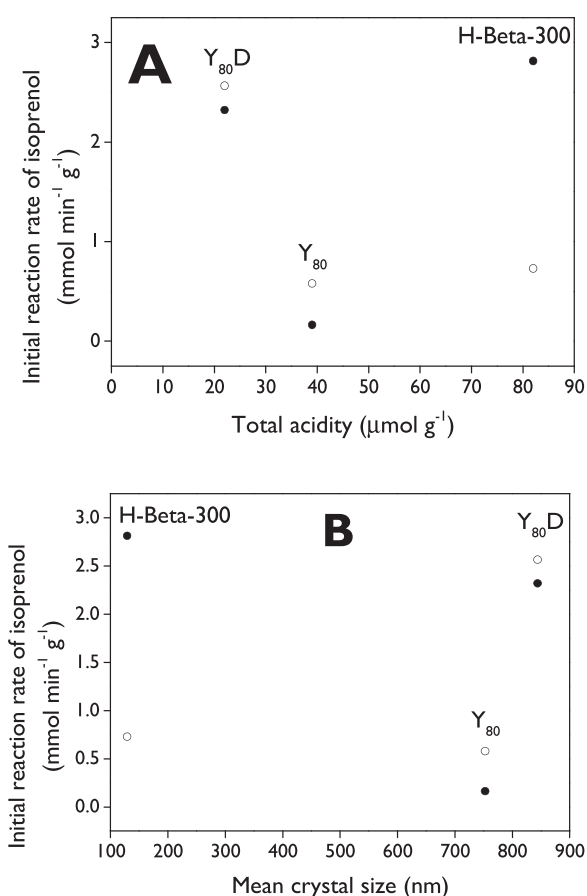 A
Y80D
H-Beta-300
Y80
3
2
1
0
Initial reaction rate of isoprenol
(mmol min-1 g-1)
0 10 20 30 40 50 60 70 80 90
Total acidity (μmol g-1)
H-Beta-300
B
Y80D
Y80
3.0
2.5
2.0
1.5
1.0
0.5
0.0
Initial reaction rate of isoprenol
(mmol min-1 g-1)
100 200 300 400 500 600 700 800 900
Mean crystal size (nm)